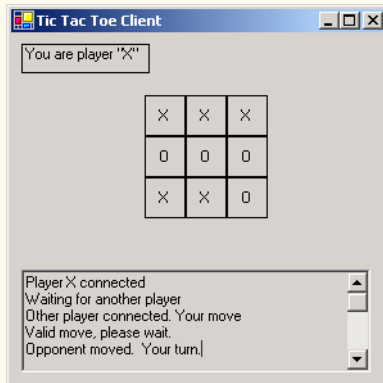 Tic Tac Toe Client
You are player "X"
X X X
O O O
X X O
Player X connected
Waiting for another player
Other player connected. Your move
Valid move, please wait.
Opponent moved.  Your turn.